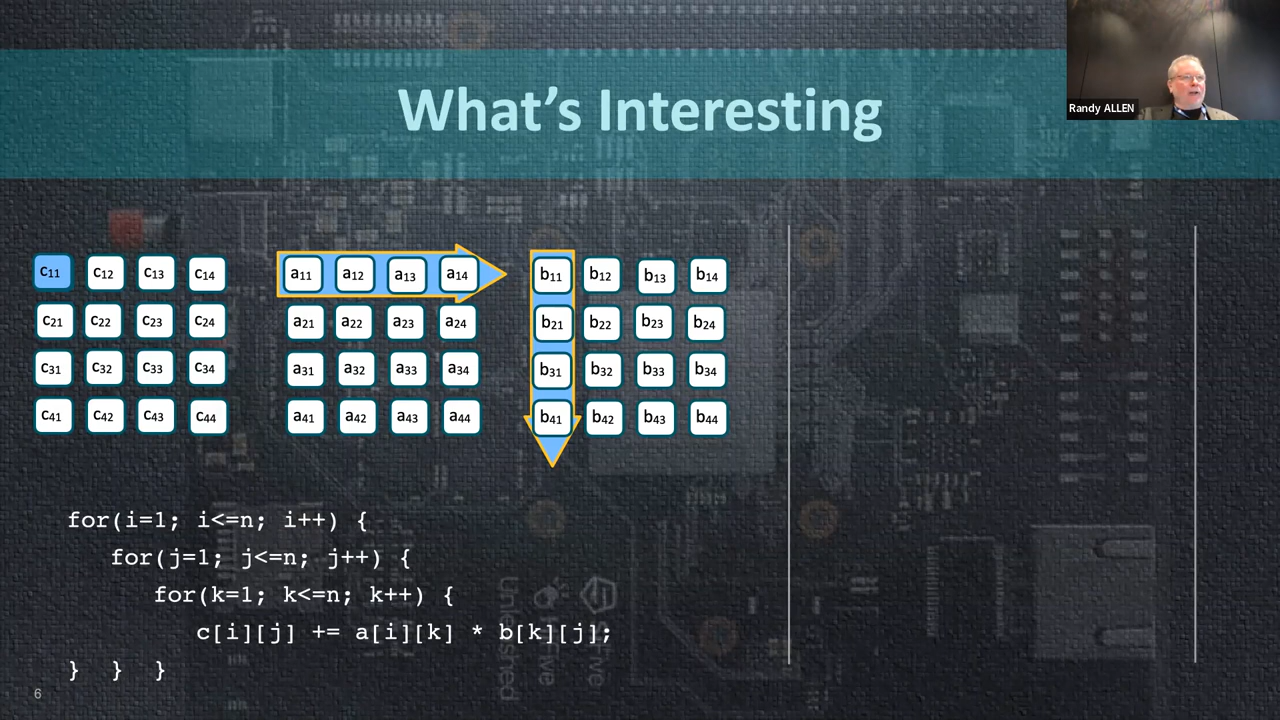 What's Interesting
Randy ALLEN
c11 c12 c13 c14 a11 a12 a13 a14 b11 b12 b13 b14
c21 c22 c23 c24 a21 a22 a23 a24 b21 b22 b23 b24
c31 c32 c33 c34 a31 a32 a33 a34 b31 b32 b33 b34
c41 c42 c43 c44 a41 a42 a43 a44 b41 b42 b43 b44
for(i=1; i<=n; i++) {
for(j=1; j<=n; j++) {
for(k=1; k<=n; k++) {
c[i][j] += a[i][k] * b[k][j];
} } }
SiFive
Unleashed
6